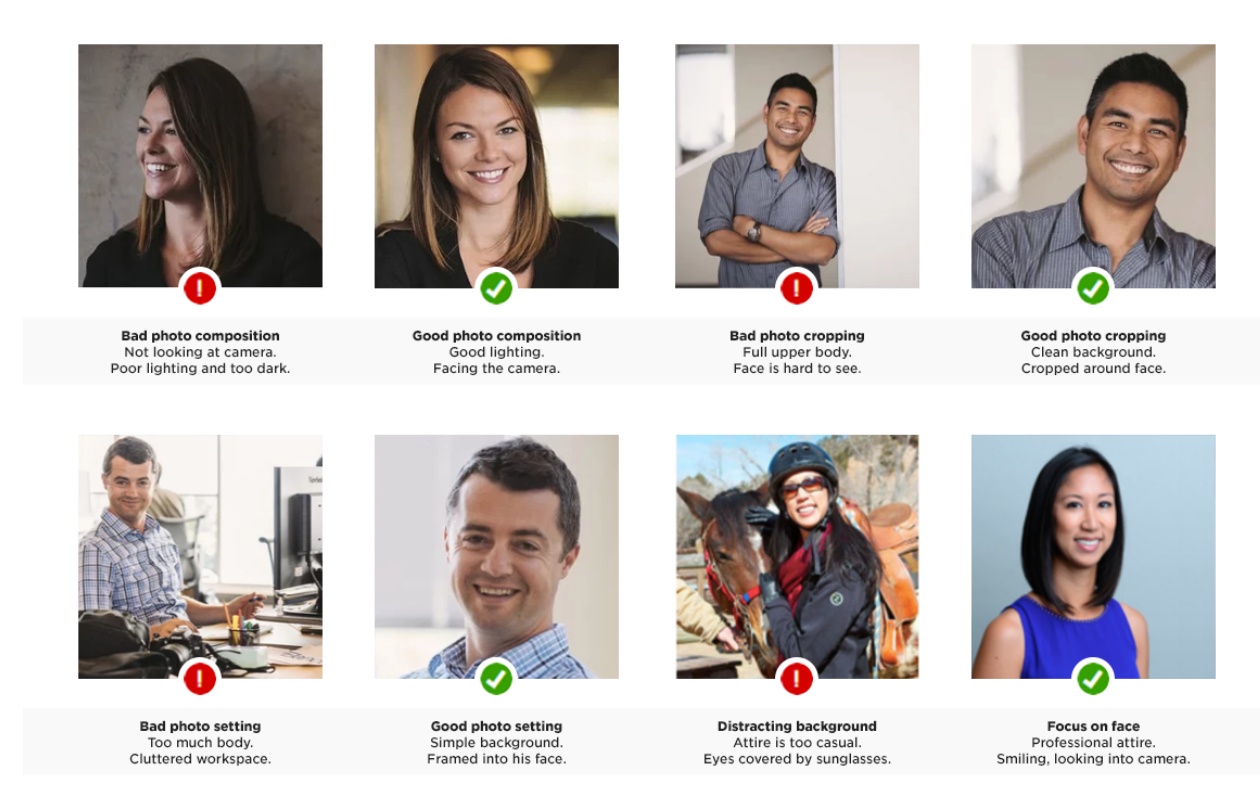 Bad photo composition
Not looking at camera.
Poor lighting and too dark.
Good photo composition
Good lighting.
Facing the camera.
Bad photo cropping
Full upper body.
Face is hard to see.
Good photo cropping
Clean background.
Cropped around face.
Bad photo setting
Too much body.
Cluttered workspace.
Good photo setting
Simple background.
Framed into his face.
Distracting background
Attire is too casual.
Eyes covered by sunglasses.
Focus on face
Professional attire.
Smiling, looking into camera.